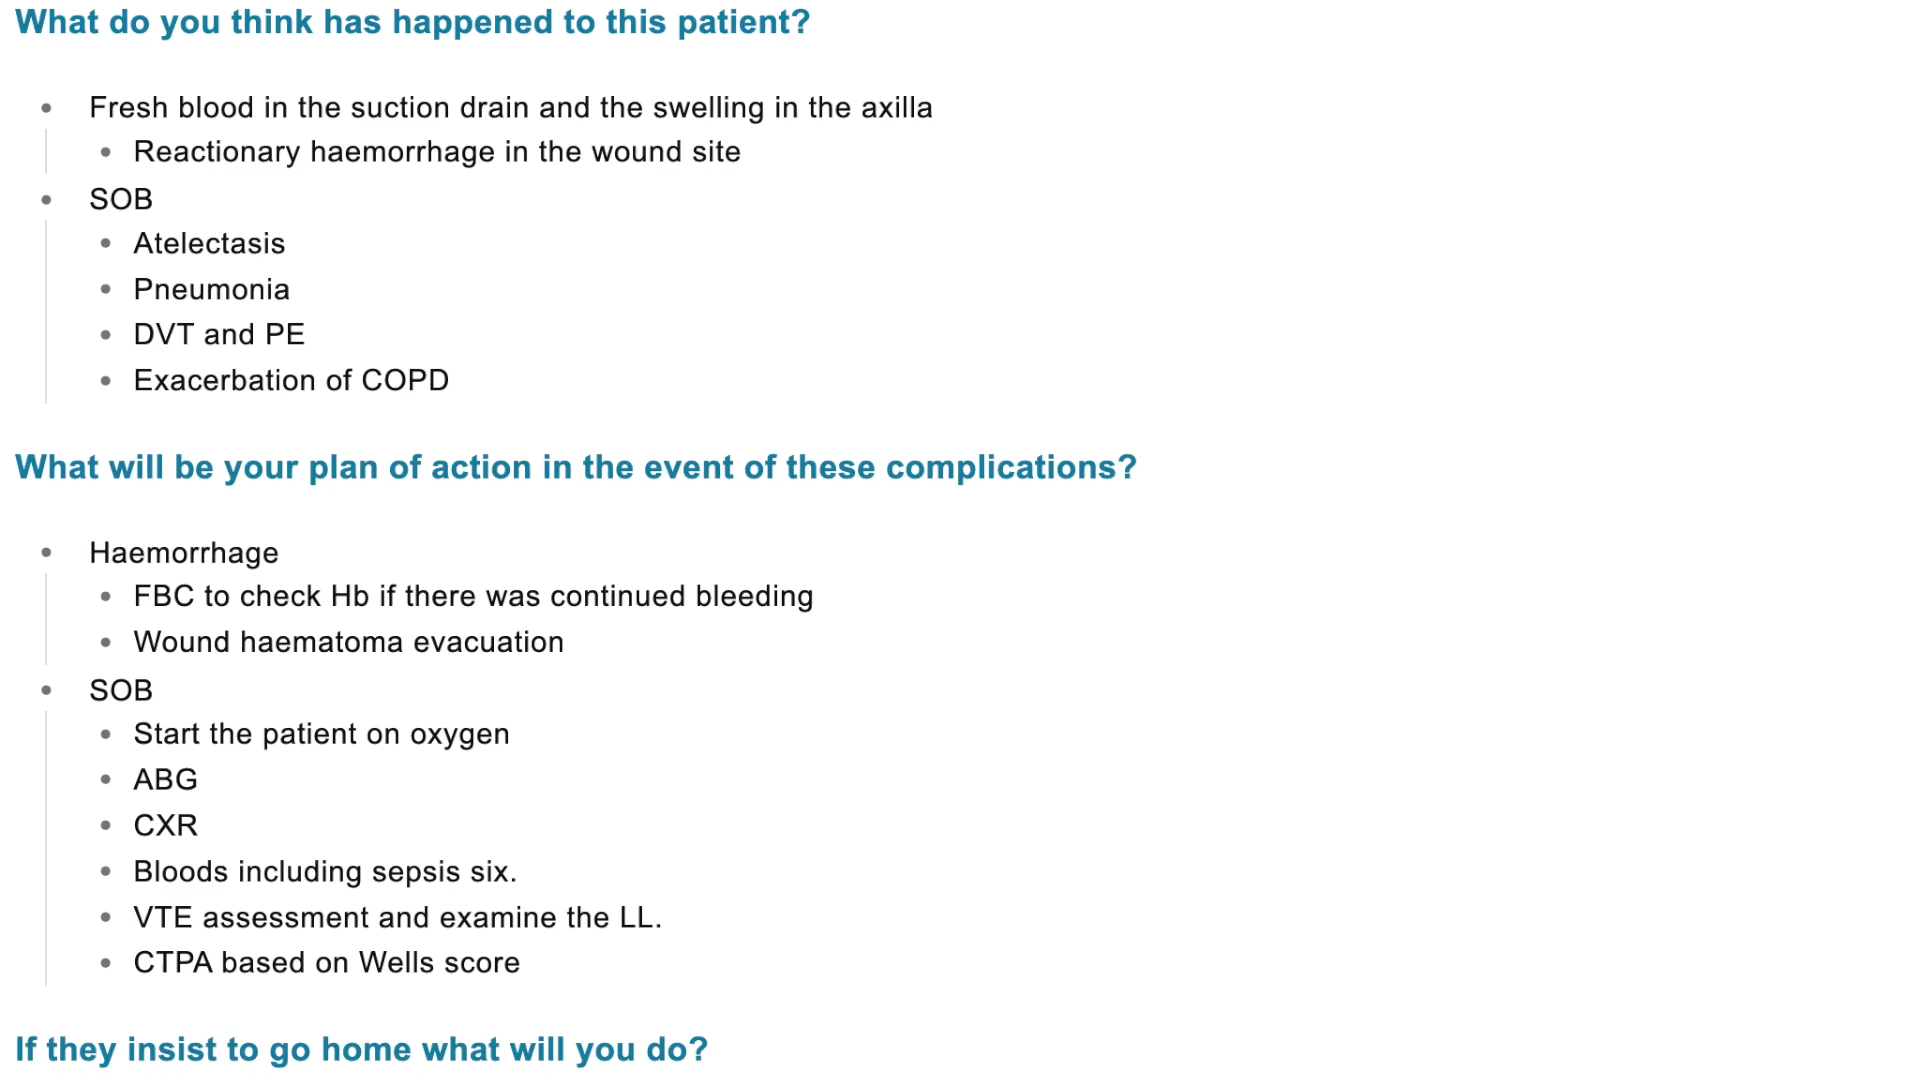 What do you think has happened to this patient?
Fresh blood in the suction drain and the swelling in the axilla
Reactionary haemorrhage in the wound site
SOB
Atelectasis
Pneumonia
DVT and PE
Exacerbation of COPD
What will be your plan of action in the event of these complications?
Haemorrhage
FBC to check Hb if there was continued bleeding
Wound haematoma evacuation
SOB
Start the patient on oxygen
ABG
CXR
Bloods including sepsis six.
VTE assessment and examine the LL.
CTPA based on Wells score
If they insist to go home what will you do?